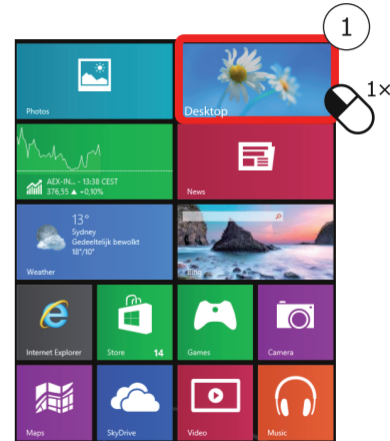 1
1×
Photos
Desktop
AEX-IN... - 13:38 CEST
376,55 ▲ +0,10%
News
13°
Sydney
Gedeeltelijk bewolkt
18°/10°
Weather
Bing
Internet Explorer
Store 14
Games
Camera
Maps
SkyDrive
Video
Music